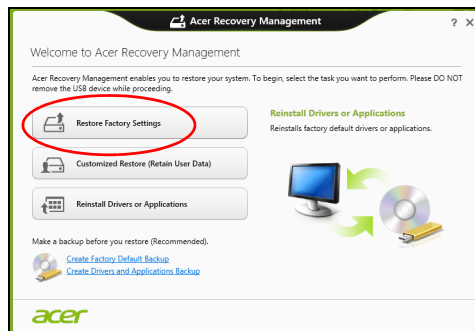 Acer Recovery Management
? X
Welcome to Acer Recovery Management
Acer Recovery Management enables you to restore your system. To begin, select the task you want to perform. Please DO NOT
remove the USB device while proceeding.
Restore Factory Settings
Customized Restore (Retain User Data)
Reinstall Drivers or Applications
Reinstall Drivers or Applications
Reinstalls factory default drivers or applications.
Make a backup before you restore (Recommended).
Create Factory Default Backup
Create Drivers and Applications Backup
acer